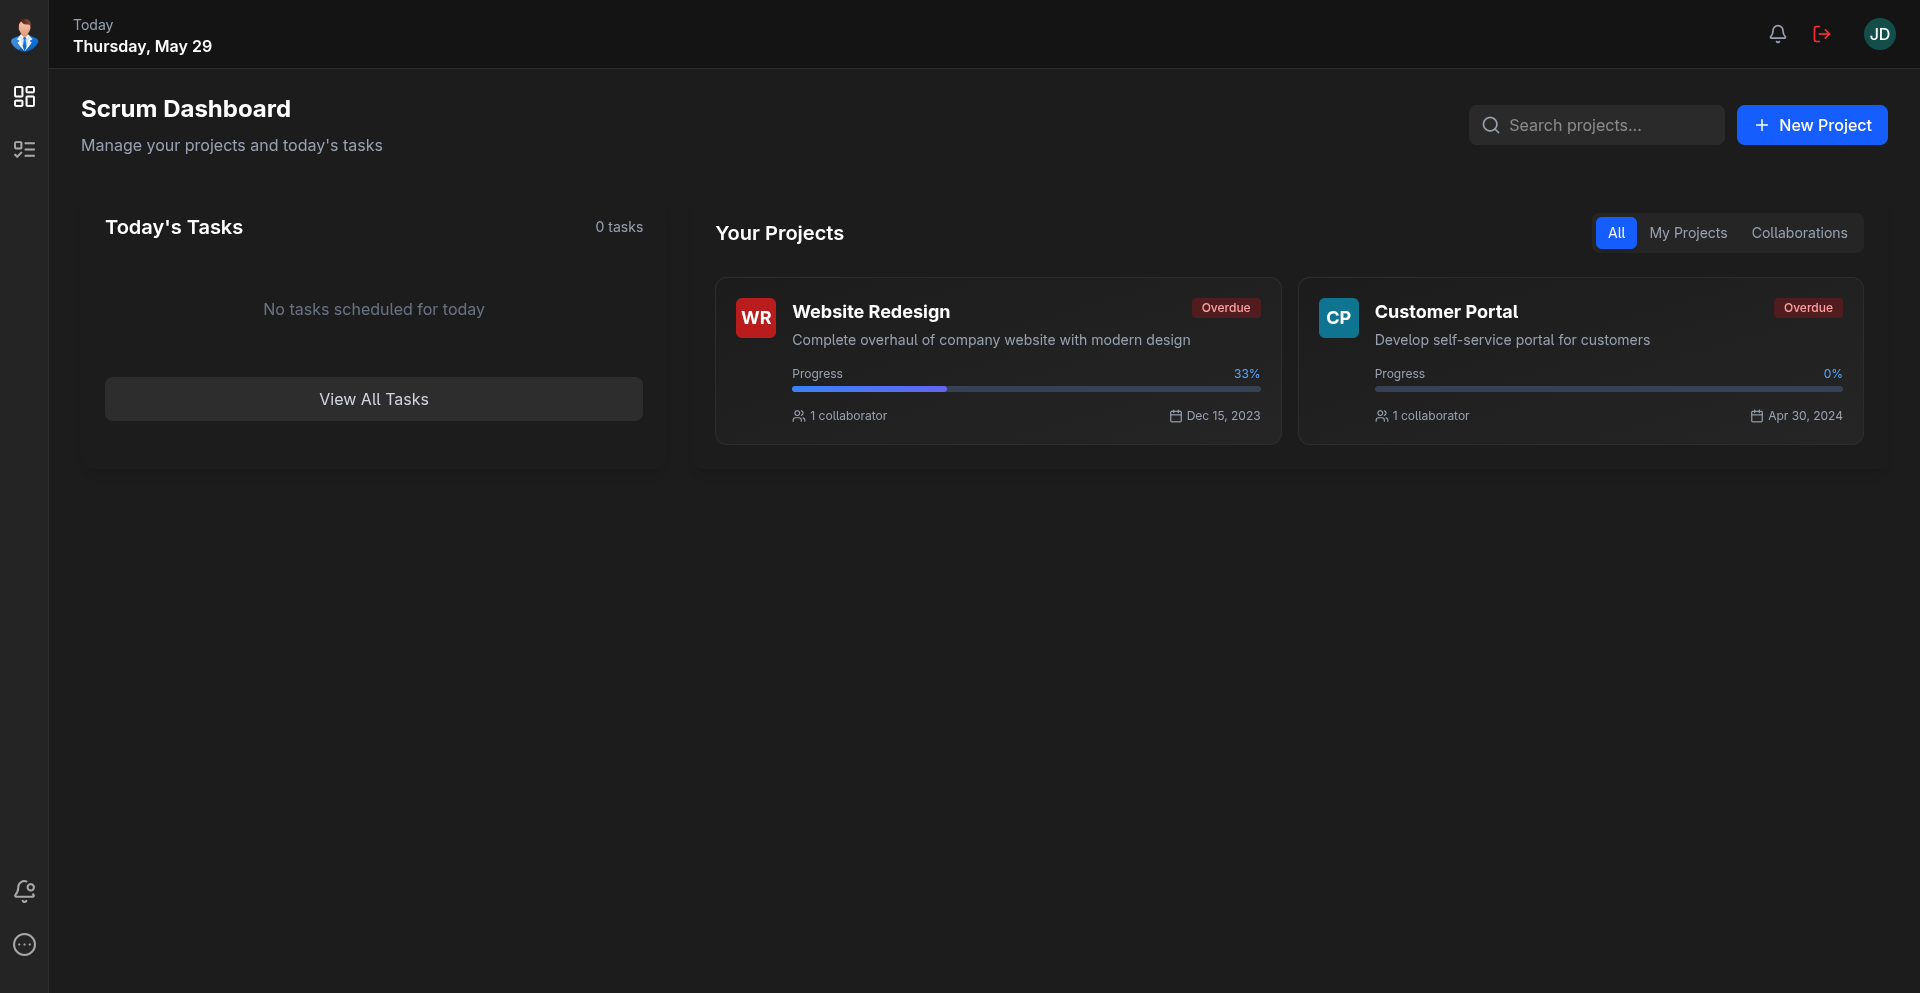 Today
Thursday, May 29
JD
Scrum Dashboard
Manage your projects and today's tasks
Search projects...
New Project
Today's Tasks
0 tasks
No tasks scheduled for today
View All Tasks
Your Projects
All
My Projects
Collaborations
WR
Website Redesign
Overdue
Complete overhaul of company website with modern design
Progress
33%
1 collaborator
Dec 15, 2023
CP
Customer Portal
Overdue
Develop self-service portal for customers
Progress
0%
1 collaborator
Apr 30, 2024